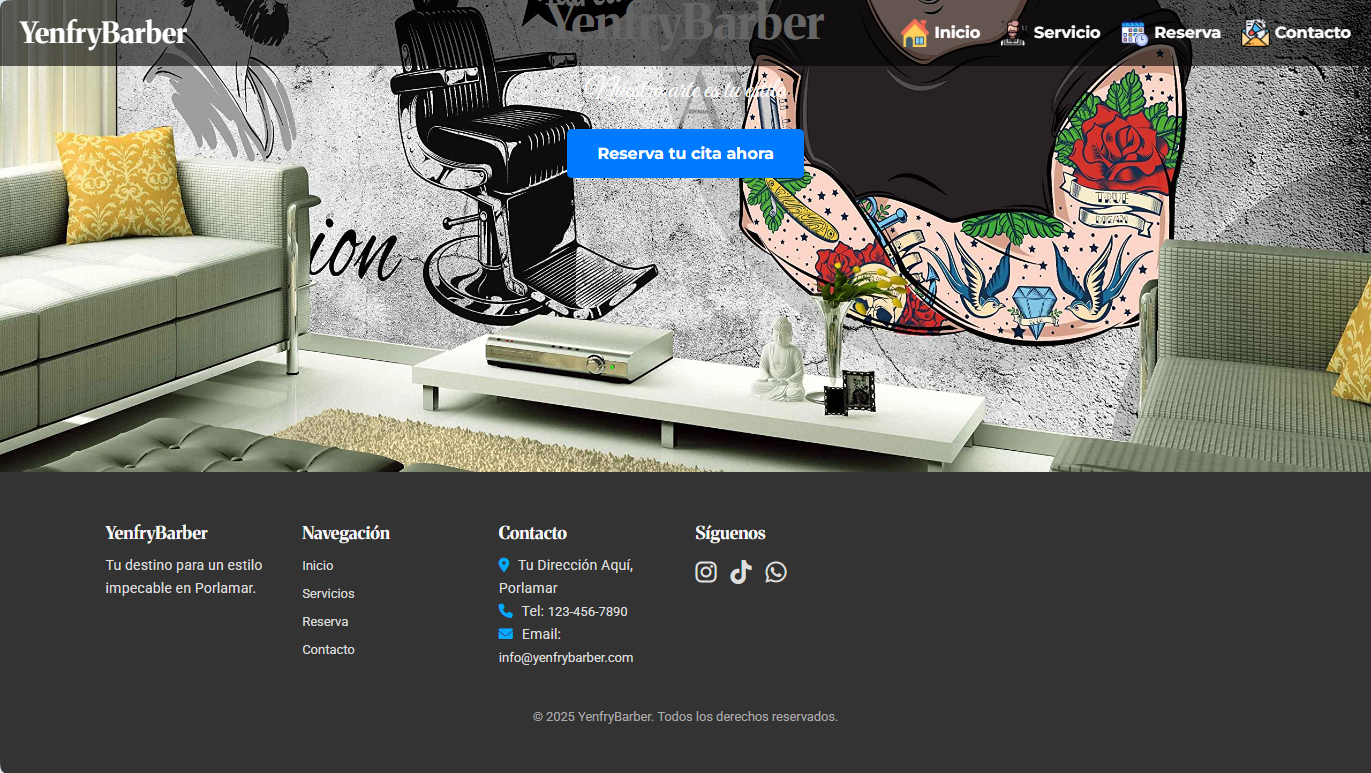 YenfryBarber
Inicio
Servicio
Reserva
Contacto
YenfryBarber
Nuestro arte es tu estilo
Reserva tu cita ahora
ion
TRUE
YenfryBarber
Tu destino para un estilo
impecable en Porlamar.
Navegación
Inicio
Servicios
Reserva
Contacto
Contacto
Tu Dirección Aquí,
Porlamar
Tel: 123-456-7890
Email:
info@yenfrybarber.com
Síguenos
© 2025 YenfryBarber. Todos los derechos reservados.